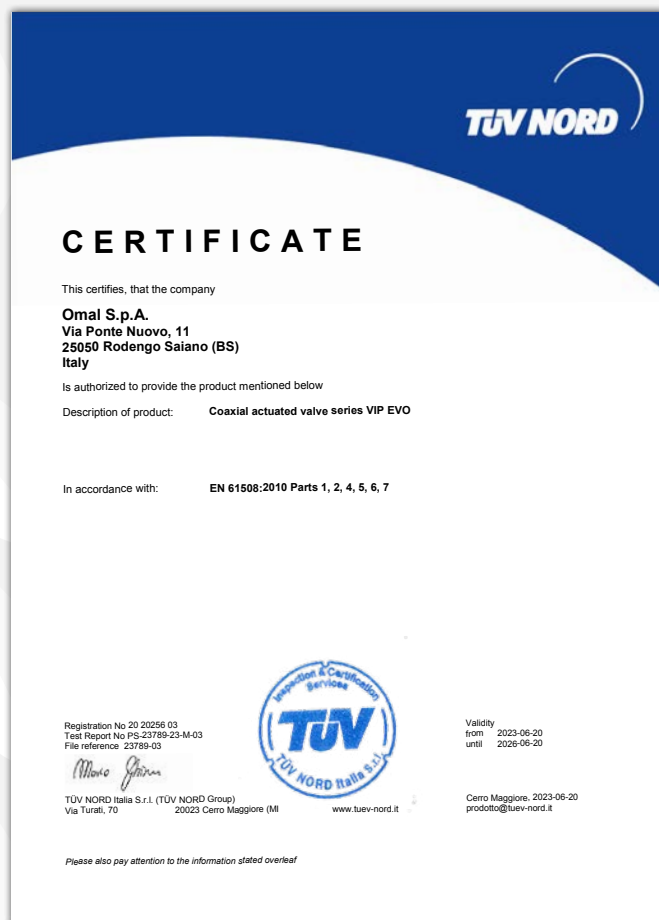 TÜV NORD
CERTIFICATE
This certifies, that the company
Omal S.p.A.
Via Ponte Nuovo, 11
25050 Rodengo Saiano (BS)
Italy
Is authorized to provide the product mentioned below
Description of product: Coaxial actuated valve series VIP EVO
In accordance with: EN 61508:2010 Parts 1, 2, 4, 5, 6, 7
Inspection & Certification
Services
TÜV
TÜV NORD Italia S.r.l.
Registration No 20 20256 03
Test Report No PS-23789-23-M-03
File reference 23789-03
Validity
from 2023-06-20
until 2026-06-20
TÜV NORD Italia S.r.l. (TÜV NORD Group)
Via Turati, 70 20023 Cerro Maggiore (MI www.tuev-nord.it
Cerro Maggiore, 2023-06-20
prodotto@tuev-nord.it
Please also pay attention to the information stated overleaf